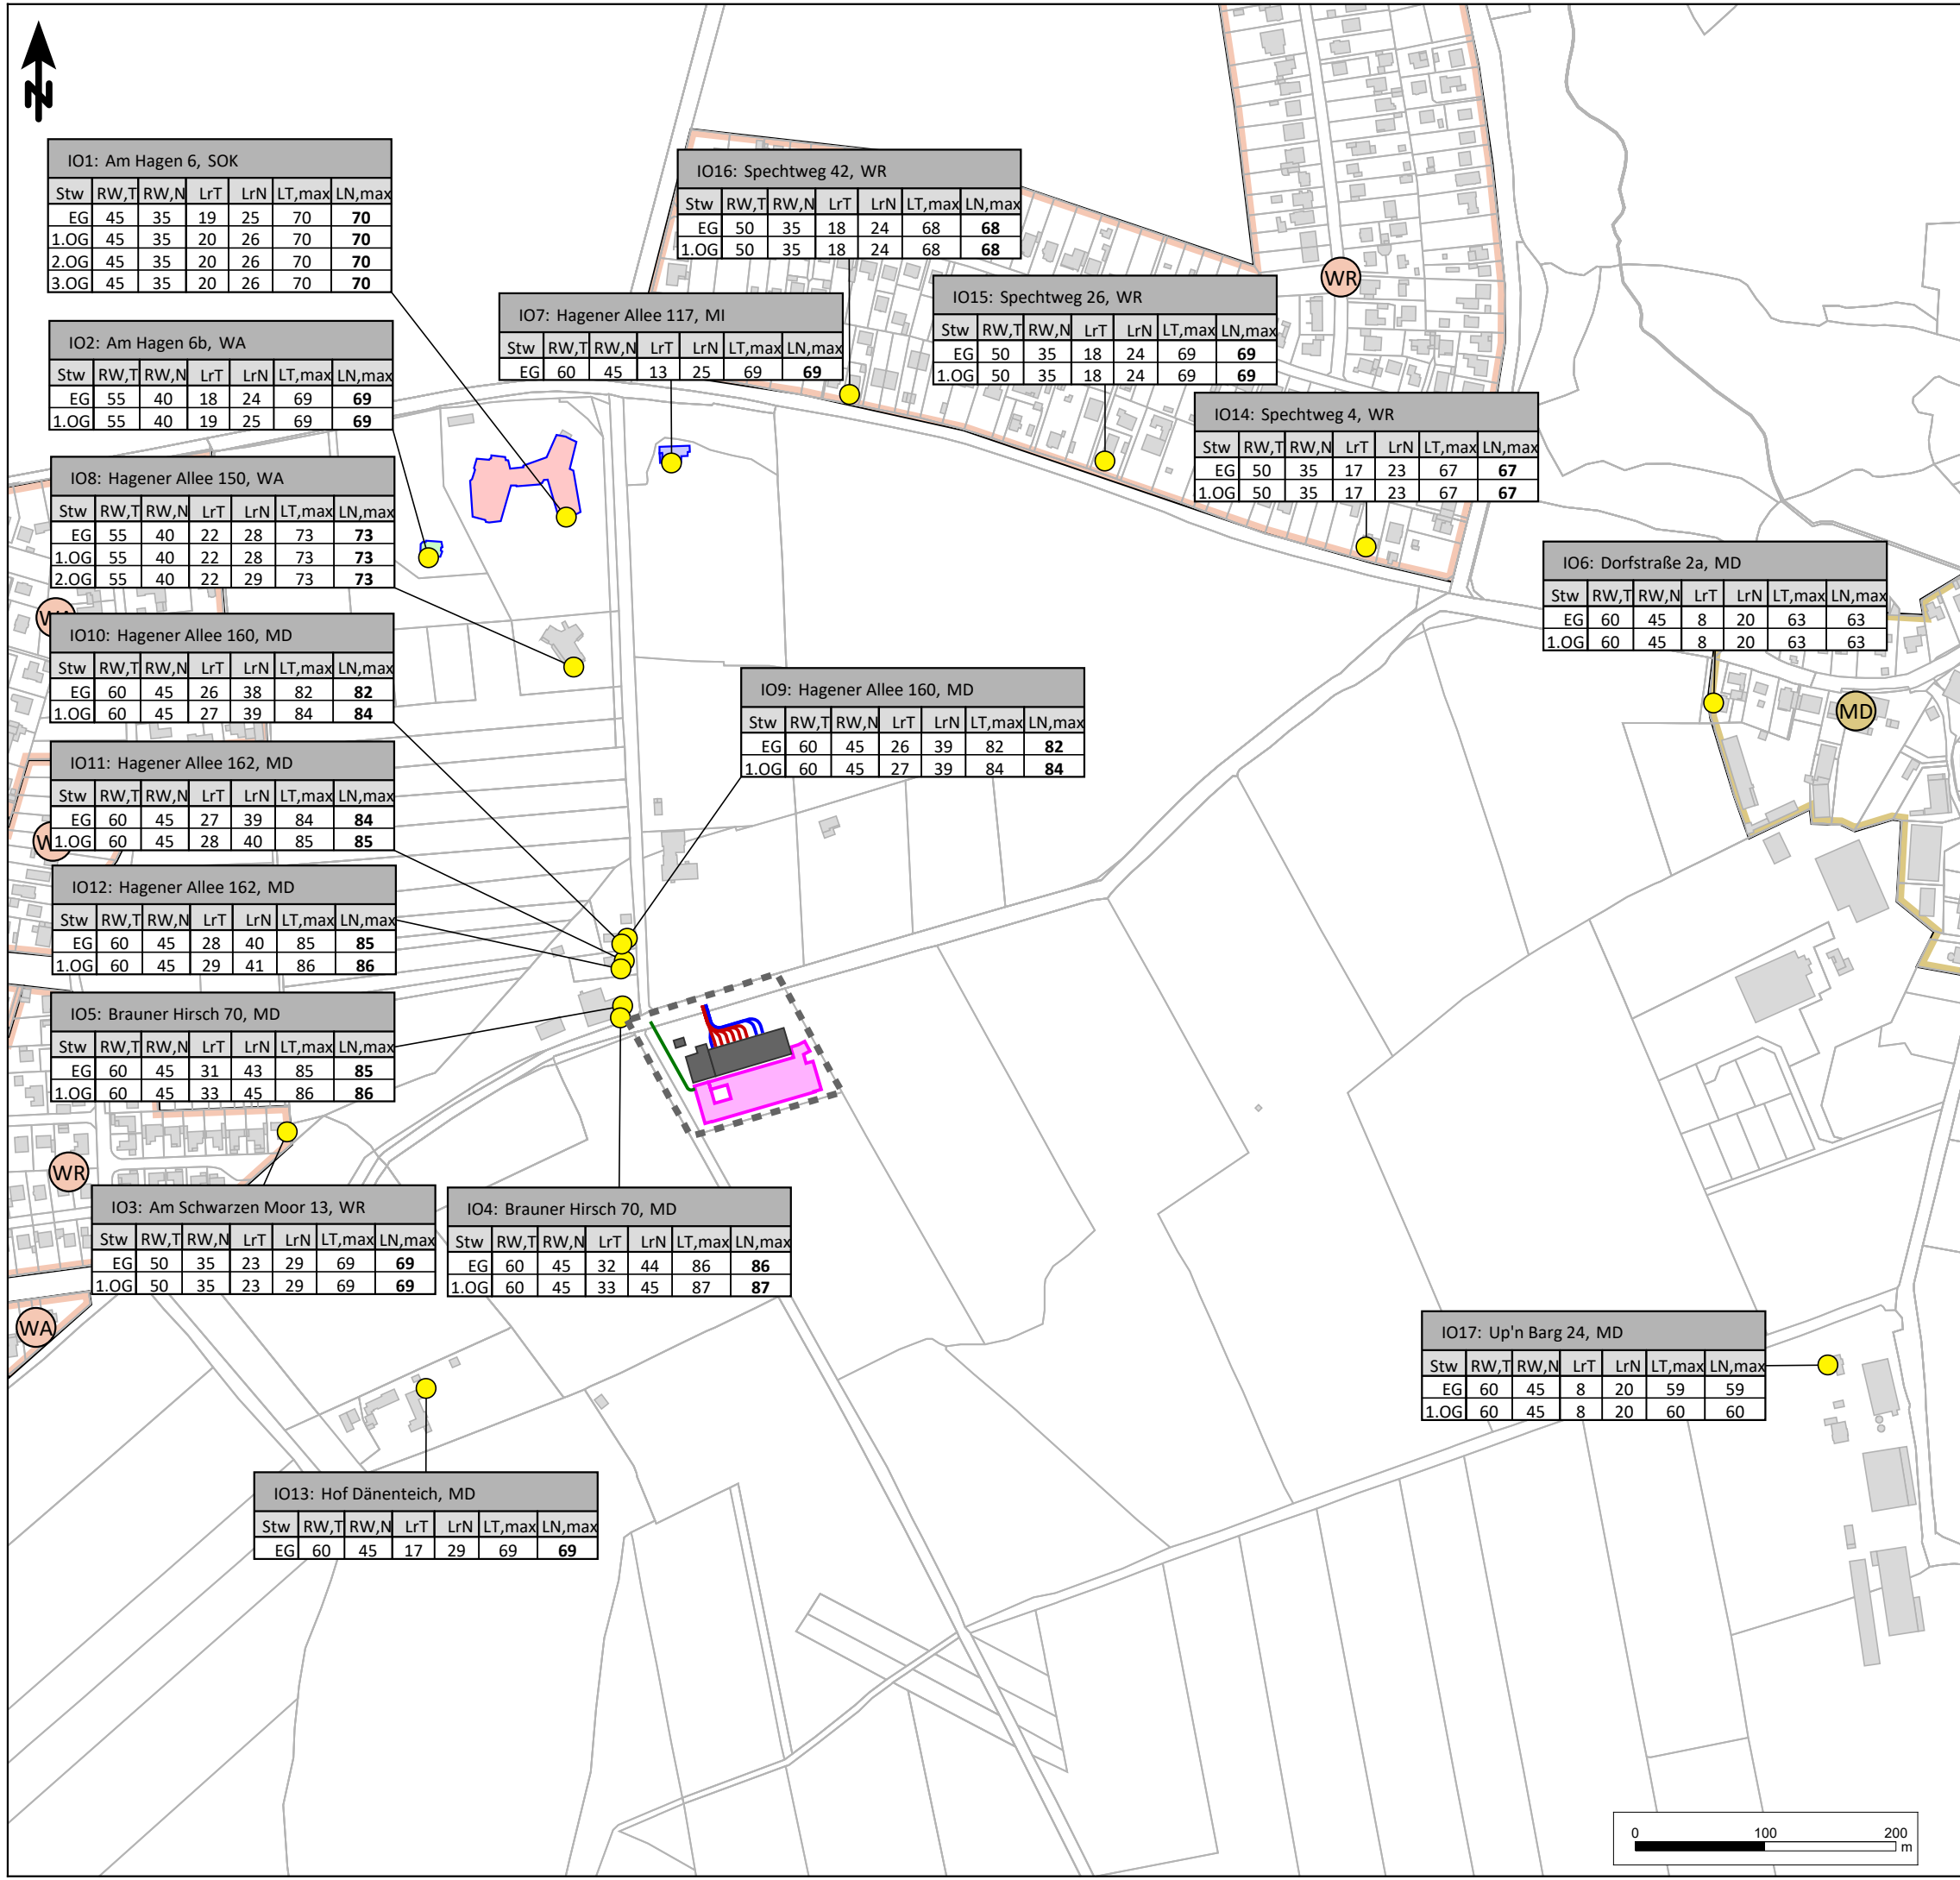 N
IO1: Am Hagen 6, SOK
Stw RW,T RW,N LrT LrN LT,max LN,max
EG 45 35 19 25 70 70
1.OG 45 35 20 26 70 70
2.OG 45 35 20 26 70 70
3.OG 45 35 20 26 70 70
IO16: Spechtweg 42, WR
Stw RW,T RW,N LrT LrN LT,max LN,max
EG 50 35 18 24 68 68
1.OG 50 35 18 24 68 68
WR
IO15: Spechtweg 26, WR
Stw RW,T RW,N LrT LrN LT,max LN,max
EG 50 35 18 24 69 69
1.OG 50 35 18 24 69 69
IO7: Hagener Allee 117, MI
Stw RW,T RW,N LrT LrN LT,max LN,max
EG 60 45 13 25 69 69
IO2: Am Hagen 6b, WA
Stw RW,T RW,N LrT LrN LT,max LN,max
EG 55 40 18 24 69 69
1.OG 55 40 19 25 69 69
IO14: Spechtweg 4, WR
Stw RW,T RW,N LrT LrN LT,max LN,max
EG 50 35 17 23 67 67
1.OG 50 35 17 23 67 67
IO8: Hagener Allee 150, WA
Stw RW,T RW,N LrT LrN LT,max LN,max
EG 55 40 22 28 73 73
1.OG 55 40 22 28 73 73
2.OG 55 40 22 29 73 73
IO6: Dorfstraße 2a, MD
Stw RW,T RW,N LrT LrN LT,max LN,max
EG 60 45 8 20 63 63
1.OG 60 45 8 20 63 63
MD
IO10: Hagener Allee 160, MD
Stw RW,T RW,N LrT LrN LT,max LN,max
EG 60 45 26 38 82 82
1.OG 60 45 27 39 84 84
IO9: Hagener Allee 160, MD
Stw RW,T RW,N LrT LrN LT,max LN,max
EG 60 45 26 39 82 82
1.OG 60 45 27 39 84 84
IO11: Hagener Allee 162, MD
Stw RW,T RW,N LrT LrN LT,max LN,max
EG 60 45 27 39 84 84
1.OG 60 45 28 40 85 85
IO12: Hagener Allee 162, MD
Stw RW,T RW,N LrT LrN LT,max LN,max
EG 60 45 28 40 85 85
1.OG 60 45 29 41 86 86
IO5: Brauner Hirsch 70, MD
Stw RW,T RW,N LrT LrN LT,max LN,max
EG 60 45 31 43 85 85
1.OG 60 45 33 45 86 86
WR
IO3: Am Schwarzen Moor 13, WR
Stw RW,T RW,N LrT LrN LT,max LN,max
EG 50 35 23 29 69 69
1.OG 50 35 23 29 69 69
IO4: Brauner Hirsch 70, MD
Stw RW,T RW,N LrT LrN LT,max LN,max
EG 60 45 32 44 86 86
1.OG 60 45 33 45 87 87
WA
IO17: Up'n Barg 24, MD
Stw RW,T RW,N LrT LrN LT,max LN,max
EG 60 45 8 20 59 59
1.OG 60 45 8 20 60 60
IO13: Hof Dänenteich, MD
Stw RW,T RW,N LrT LrN LT,max LN,max
EG 60 45 17 29 69 69
0 100 200
m